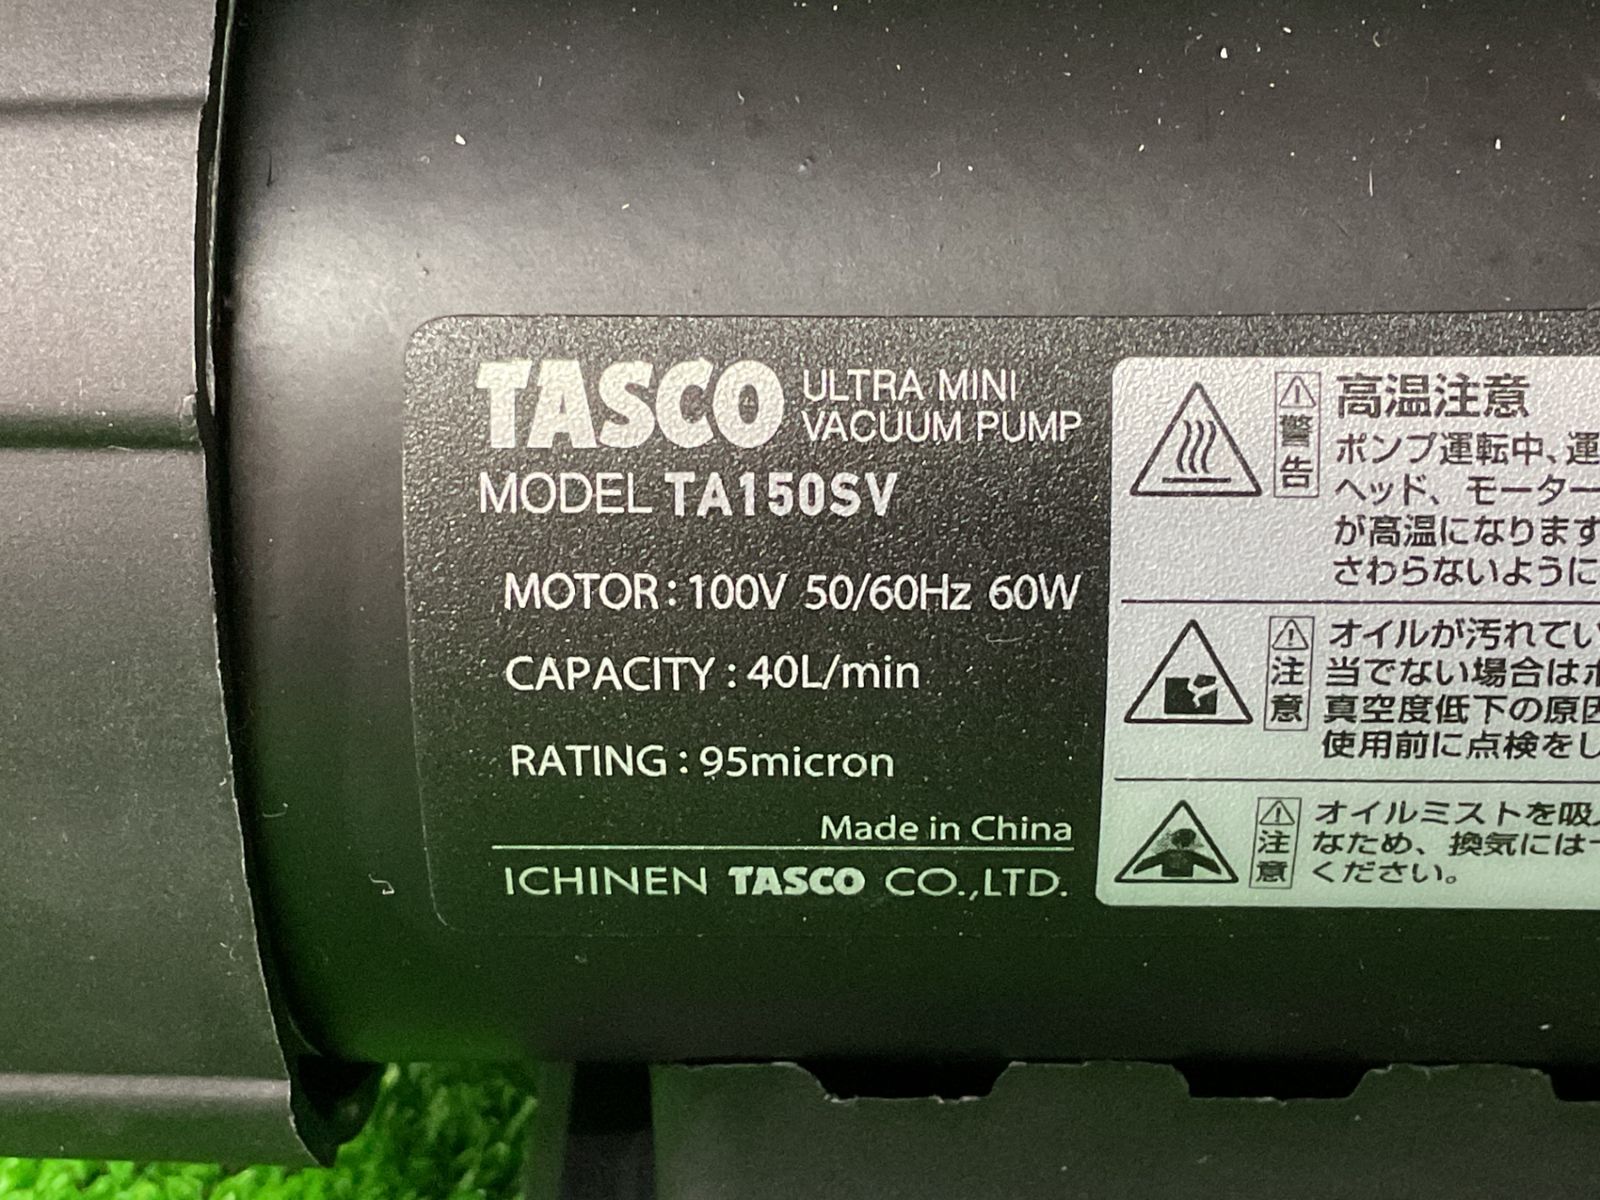 TASCO ULTRA MINI
VACUUM PUMP
MODEL TA150SV
MOTOR : 100V 50/60Hz 60W
CAPACITY : 40L/min
RATING : 95micron
Made in China
ICHINEN TASCO CO.,LTD.
警告
高温注意
ポンプ運転中、運
ヘッド、モーター
が高温になります
さわらないように
注意
オイルが汚れてい
当でない場合はポ
真空度低下の原因
使用前に点検をし
注意
オイルミストを吸
なため、換気には十
ください。